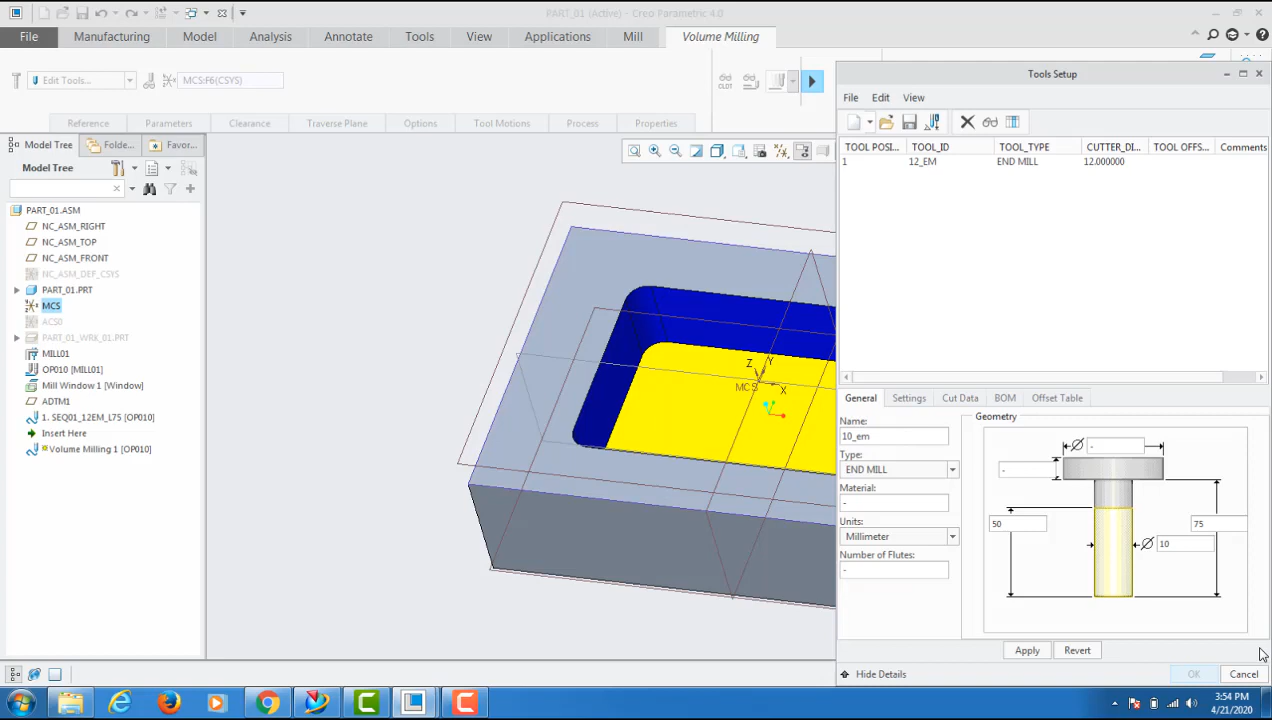 PART_01 (Active) - Creo Parametric 4.0
File Manufacturing Model Analysis Annotate Tools View Applications Mill Volume Milling
Edit Tools... MCS:F6(CSYS)
CLOT
Reference Parameters Clearance Traverse Plane Options Tool Motions Process Properties
Model Tree Folde... Favor...
Model Tree
PART_01.ASM
NC_ASM_RIGHT
NC_ASM_TOP
NC_ASM_FRONT
NC_ASM_DEF_CSYS
PART_01.PRT
MCS
ACS0
PART_01_WRK_01.PRT
MILL01
OP010 [MILL01]
Mill Window 1 [Window]
ADTM1
1. SEQ01_12EM_L75 [OP010]
Insert Here
Volume Milling 1 [OP010]
Z Y
MCS X
Tools Setup
File Edit View
TOOL POSI... TOOL_ID TOOL_TYPE CUTTER_DI... TOOL OFFS... Comments
1 12_EM END MILL 12.000000
General Settings Cut Data BOM Offset Table
Name:
10_em
Type:
END MILL
Material:
-
Units:
Millimeter
Number of Flutes:
-
Geometry
-
-
50 75
10
Apply Revert
Hide Details OK Cancel
3:54 PM
4/21/2020